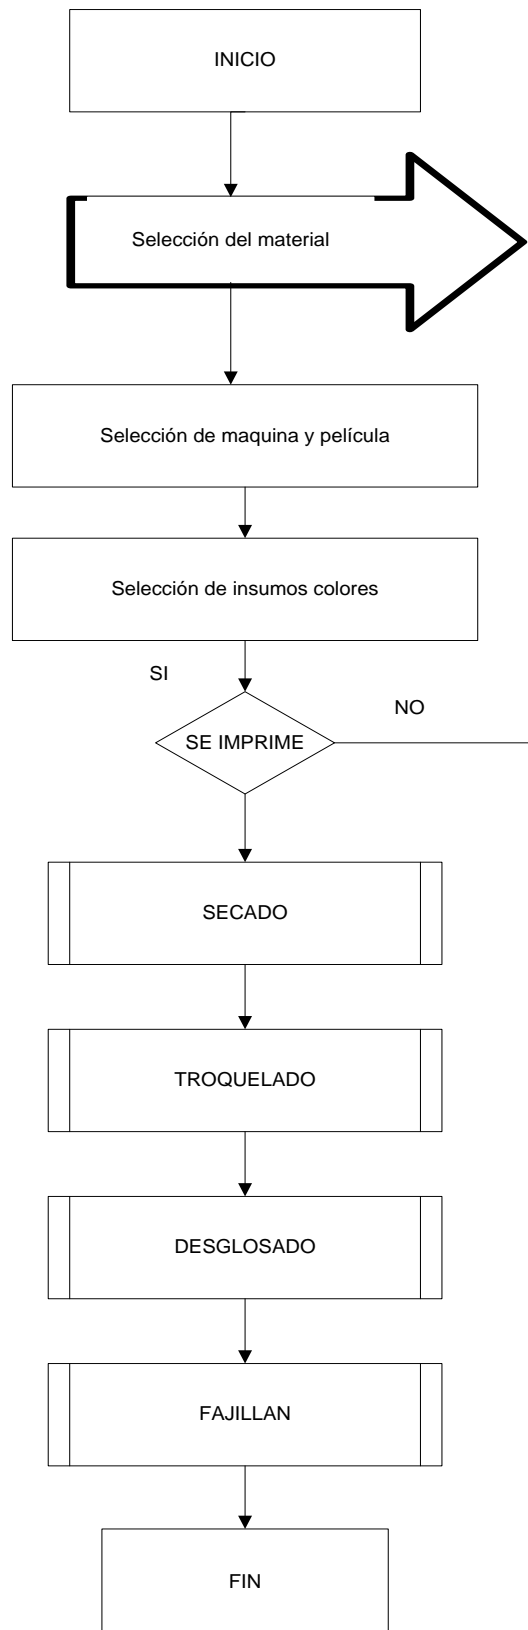 INICIO
Selección del material
Selección de maquina y película
Selección de insumos colores
SI
NO
SE IMPRIME
SECADO
TROQUELADO
DESGLOSADO
FAJILLAN
FIN